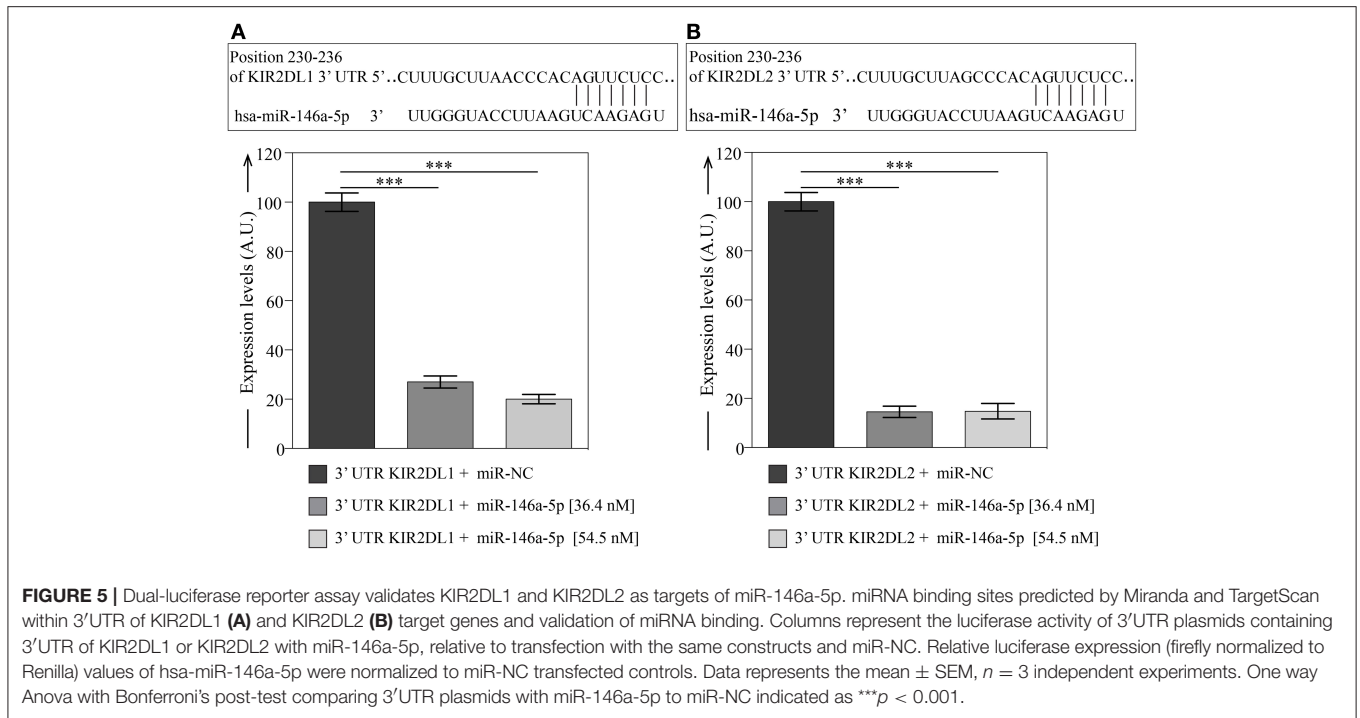 A
Position 230-236
of KIR2DL1 3' UTR 5'..CUUUGCUUAACCCACAGUUCUCC..
hsa-miR-146a-5p 3' UUGGGUACCUUAAGUCAAGAGU
Expression levels (A.U.)
120
100
80
60
40
20
0
***
***
3' UTR KIR2DL1 + miR-NC
3' UTR KIR2DL1 + miR-146a-5p [36.4 nM]
3' UTR KIR2DL1 + miR-146a-5p [54.5 nM]
B
Position 230-236
of KIR2DL2 3' UTR 5'..CUUUGCUUAGCCCACAGUUCUCC..
hsa-miR-146a-5p 3' UUGGGUACCUUAAGUCAAGAGU
Expression levels (A.U.)
120
100
80
60
40
20
0
***
***
3' UTR KIR2DL2 + miR-NC
3' UTR KIR2DL2 + miR-146a-5p [36.4 nM]
3' UTR KIR2DL2 + miR-146a-5p [54.5 nM]
FIGURE 5 | Dual-luciferase reporter assay validates KIR2DL1 and KIR2DL2 as targets of miR-146a-5p. miRNA binding sites predicted by Miranda and TargetScan
within 3′UTR of KIR2DL1 (A) and KIR2DL2 (B) target genes and validation of miRNA binding. Columns represent the luciferase activity of 3′UTR plasmids containing
3′UTR of KIR2DL1 or KIR2DL2 with miR-146a-5p, relative to transfection with the same constructs and miR-NC. Relative luciferase expression (firefly normalized to
Renilla) values of hsa-miR-146a-5p were normalized to miR-NC transfected controls. Data represents the mean ± SEM, n = 3 independent experiments. One way
Anova with Bonferroni's post-test comparing 3′UTR plasmids with miR-146a-5p to miR-NC indicated as ***p < 0.001.